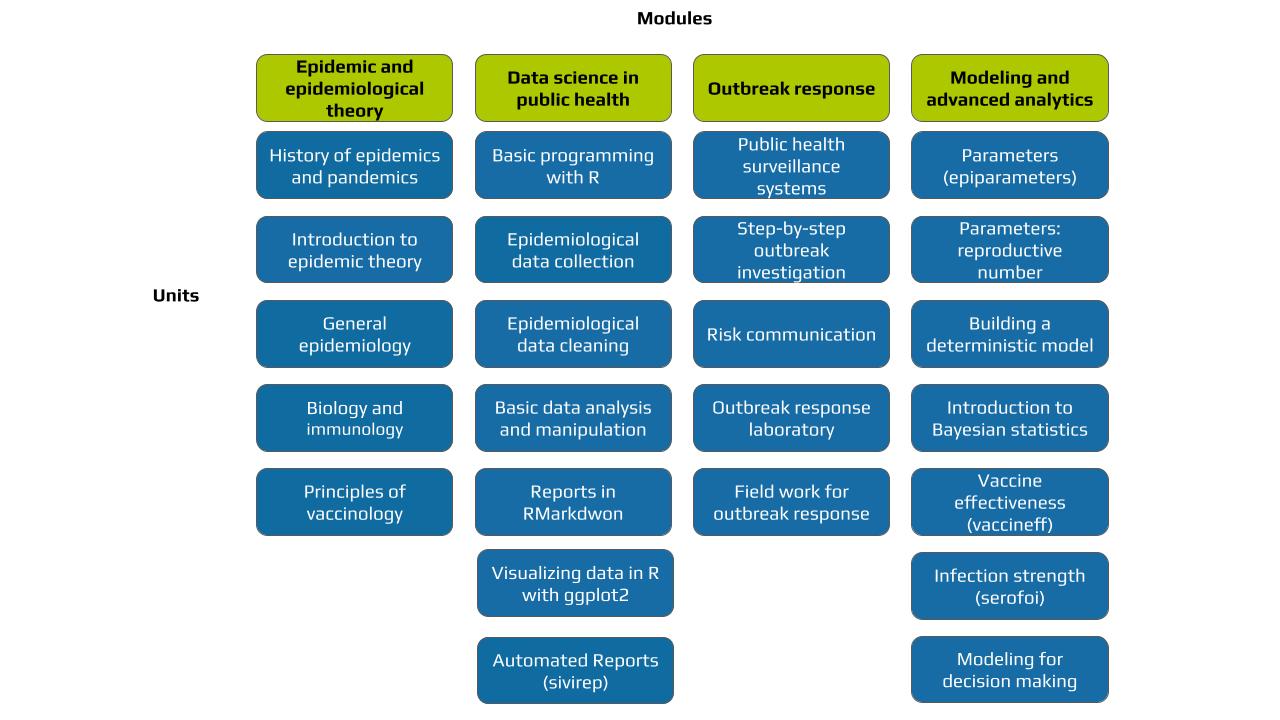 Modules
Epidemic and
epidemiological
theory
Data science in
public health
Outbreak response
Modeling and
advanced analytics
Units
History of epidemics
and pandemics
Basic programming
with R
Public health
surveillance
systems
Parameters
(epiparameters)
Introduction to
epidemic theory
Epidemiological
data collection
Step-by-step
outbreak
investigation
Parameters:
reproductive
number
General
epidemiology
Epidemiological
data cleaning
Risk communication
Building a
deterministic model
Biology and
immunology
Basic data analysis
and manipulation
Outbreak response
laboratory
Introduction to
Bayesian statistics
Principles of
vaccinology
Reports in
RMarkdwon
Field work for
outbreak response
Vaccine
effectiveness
(vaccineff)
Visualizing data in R
with ggplot2
Infection strength
(serofoi)
Automated Reports
(sivirep)
Modeling for
decision making